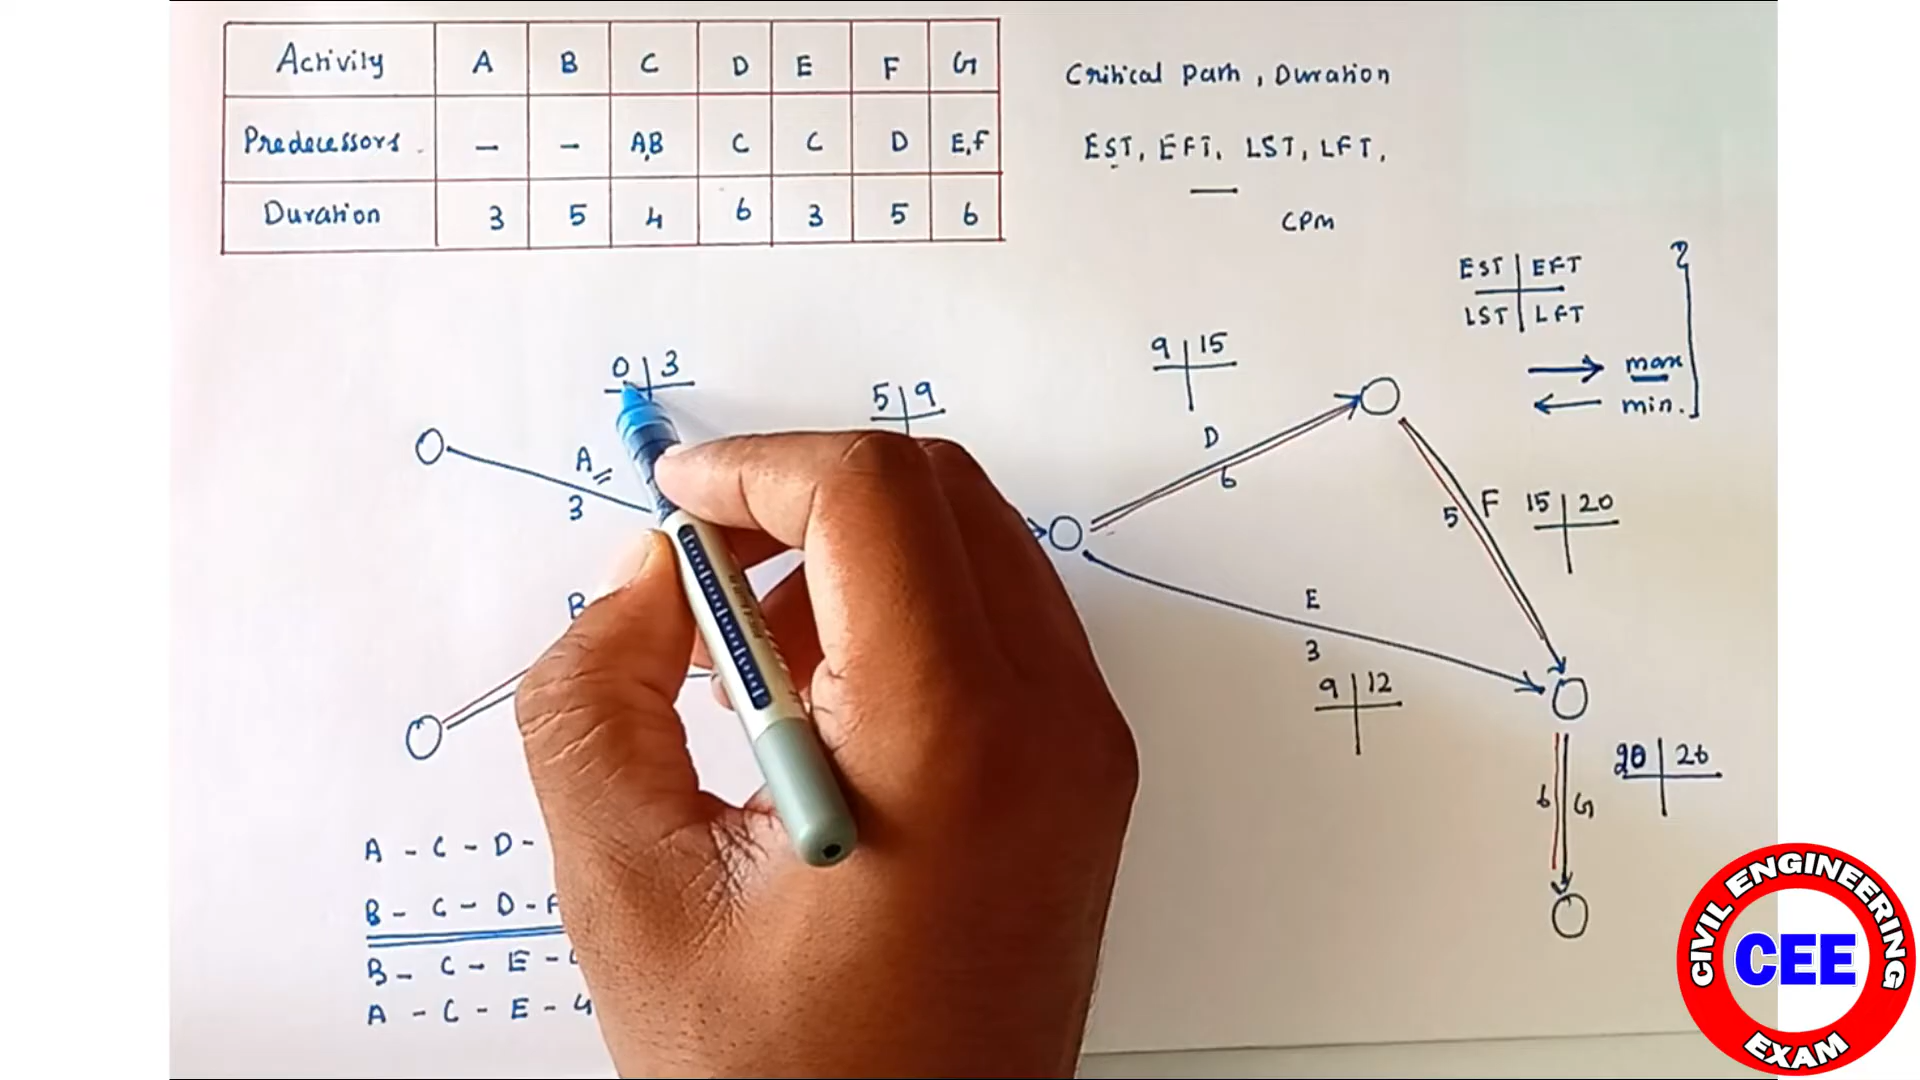 Activity A B C D E F G
Predecessors - - A,B C C D E,F
Duration 3 5 4 6 3 5 6
Critical Path, Duration
EST, EFT, LST, LFT,
CPM
EST EFT
LST LFT
max
min.
0 3
5 9
9 15
A
3
D
6
F
5
15 20
B
E
3
9 12
20 26
6 G
A - C - D -
B - C - D - F
B - C - E -
A - C - E - G
CIVIL ENGINEERING
CEE
EXAM